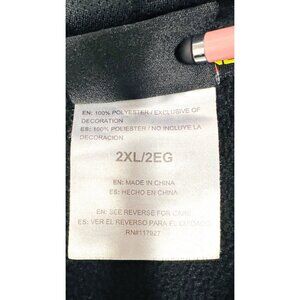 EN: 100% POLYESTER / EXCLUSIVE OF
DECORATION
ES: 100% POLIESTER / NO INCLUYE LA
DECORACION
2XL/2EG
EN: MADE IN CHINA
ES: HECHO EN CHINA
EN: SEE REVERSE FOR CARE
ES: VER EL REVERSO PARA EL CUIDADO
RN#117027